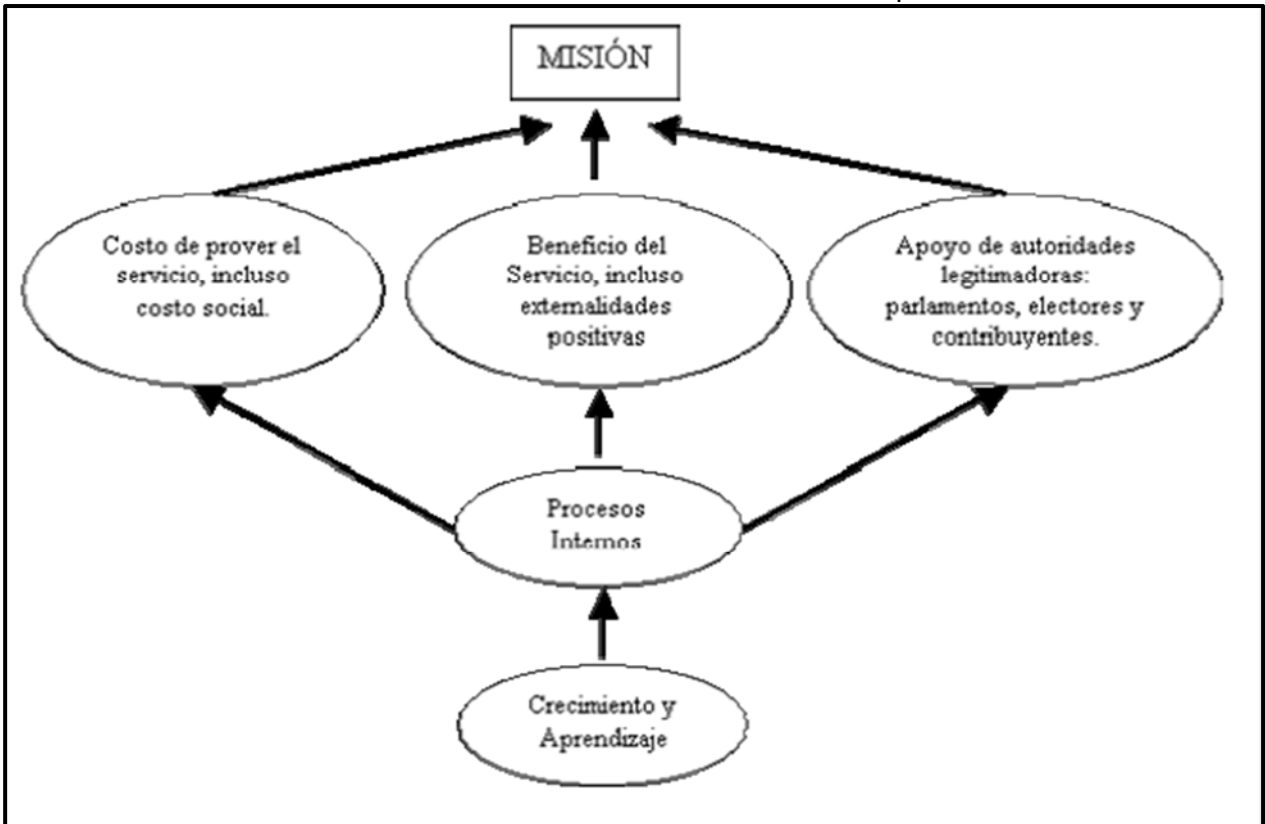 MISIÓN
Costo de prover el
servicio, incluso
costo social.
Beneficio del
Servicio, incluso
externalidades
positivas
Apoyo de autoridades
legitimadoras:
parlamentos, electores y
contribuyentes.
Procesos
Internos
Crecimiento y
Aprendizaje